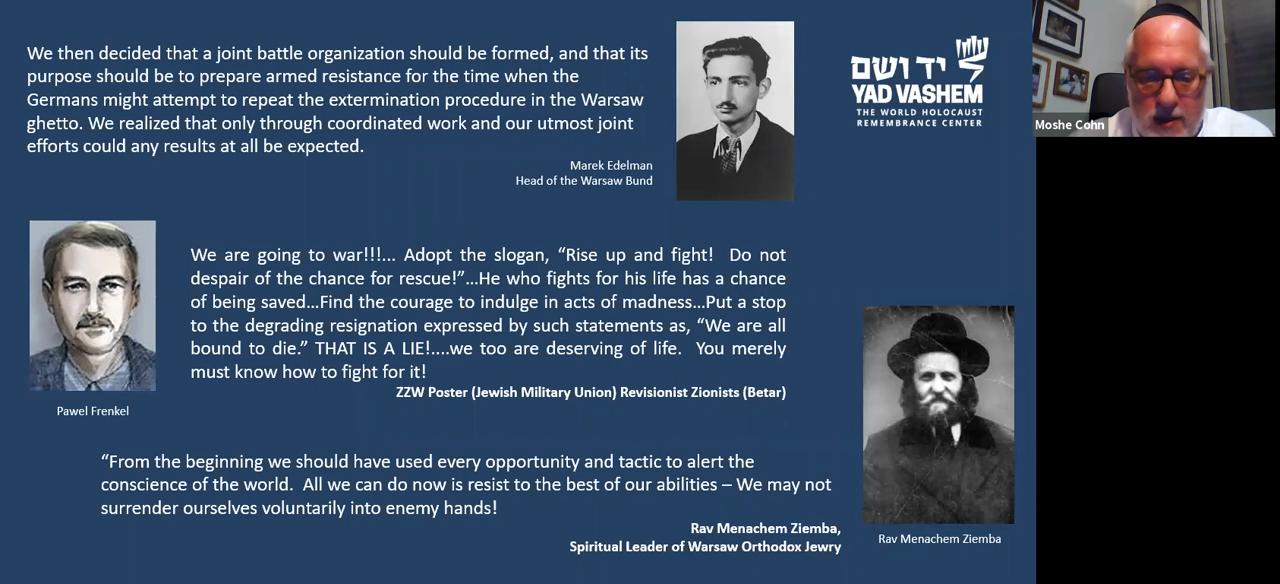 We then decided that a joint battle organization should be formed, and that its
purpose should be to prepare armed resistance for the time when the
Germans might attempt to repeat the extermination procedure in the Warsaw
ghetto. We realized that only through coordinated work and our utmost joint
efforts could any results at all be expected.
Marek Edelman
Head of the Warsaw Bund
יד ושם
YAD VASHEM
THE WORLD HOLOCAUST
REMEMBRANCE CENTER
Moshe Cohn
We are going to war!!!... Adopt the slogan, “Rise up and fight!  Do not
despair of the chance for rescue!”...He who fights for his life has a chance
of being saved...Find the courage to indulge in acts of madness...Put a stop
to the degrading resignation expressed by such statements as, “We are all
bound to die.” THAT IS A LIE!....we too are deserving of life.  You merely
must know how to fight for it!
ZZW Poster (Jewish Military Union) Revisionist Zionists (Betar)
Pawel Frenkel
“From the beginning we should have used every opportunity and tactic to alert the
conscience of the world.  All we can do now is resist to the best of our abilities – We may not
surrender ourselves voluntarily into enemy hands!
Rav Menachem Ziemba,
Spiritual Leader of Warsaw Orthodox Jewry
Rav Menachem Ziemba